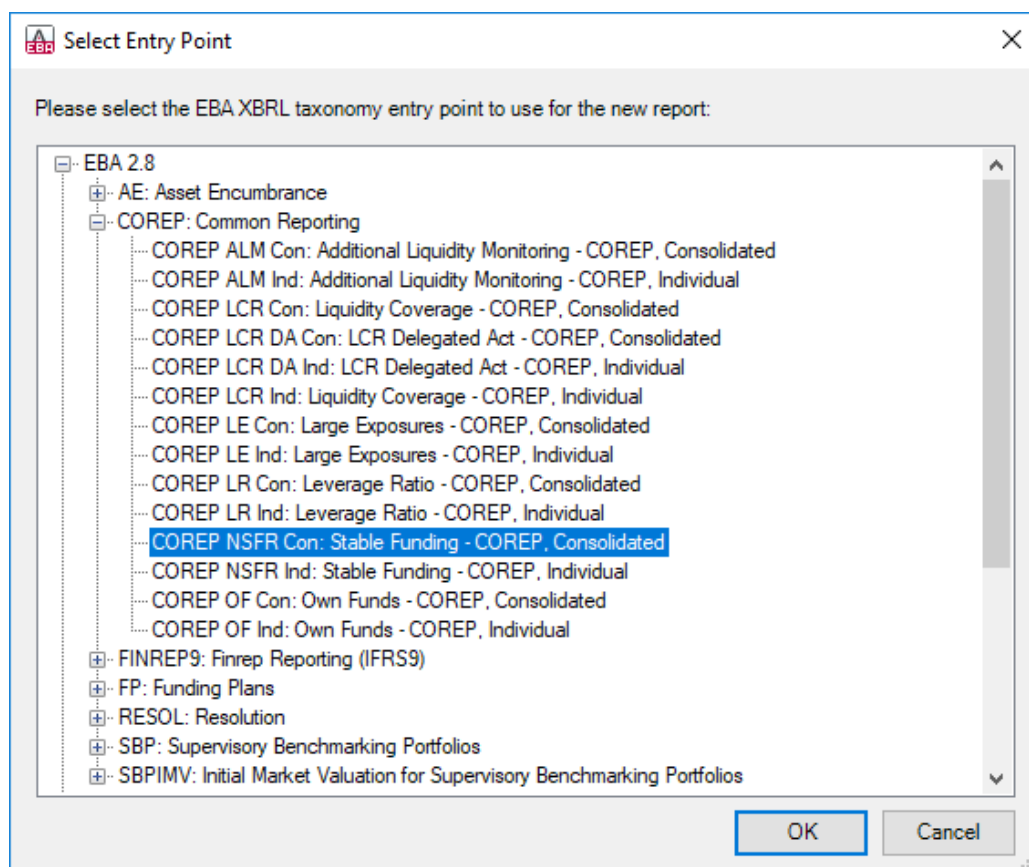 EBA
Select Entry Point
Please select the EBA XBRL taxonomy entry point to use for the new report:
EBA 2.8
AE: Asset Encumbrance
COREP: Common Reporting
COREP ALM Con: Additional Liquidity Monitoring - COREP, Consolidated
COREP ALM Ind: Additional Liquidity Monitoring - COREP, Individual
COREP LCR Con: Liquidity Coverage - COREP, Consolidated
COREP LCR DA Con: LCR Delegated Act - COREP, Consolidated
COREP LCR DA Ind: LCR Delegated Act - COREP, Individual
COREP LCR Ind: Liquidity Coverage - COREP, Individual
COREP LE Con: Large Exposures - COREP, Consolidated
COREP LE Ind: Large Exposures - COREP, Individual
COREP LR Con: Leverage Ratio - COREP, Consolidated
COREP LR Ind: Leverage Ratio - COREP, Individual
COREP NSFR Con: Stable Funding - COREP, Consolidated
COREP NSFR Ind: Stable Funding - COREP, Individual
COREP OF Con: Own Funds - COREP, Consolidated
COREP OF Ind: Own Funds - COREP, Individual
FINREP9: Finrep Reporting (IFRS9)
FP: Funding Plans
RESOL: Resolution
SBP: Supervisory Benchmarking Portfolios
SBPIMV: Initial Market Valuation for Supervisory Benchmarking Portfolios
OK Cancel